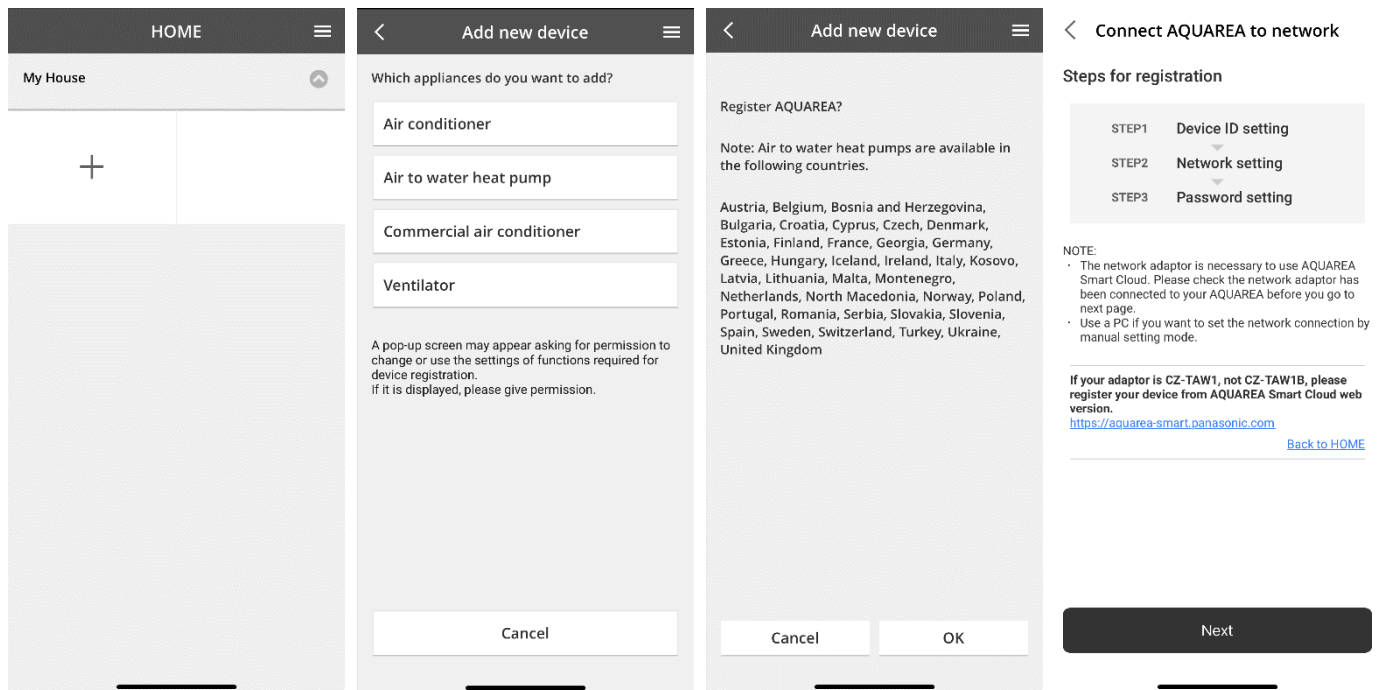 HOME
My House
Add new device
Which appliances do you want to add?
Air conditioner
Air to water heat pump
Commercial air conditioner
Ventilator
A pop-up screen may appear asking for permission to
change or use the settings of functions required for
device registration.
If it is displayed, please give permission.
Cancel
Add new device
Register AQUAREA?
Note: Air to water heat pumps are available in
the following countries.
Austria, Belgium, Bosnia and Herzegovina,
Bulgaria, Croatia, Cyprus, Czech, Denmark,
Estonia, Finland, France, Georgia, Germany,
Greece, Hungary, Iceland, Ireland, Italy, Kosovo,
Latvia, Lithuania, Malta, Montenegro,
Netherlands, North Macedonia, Norway, Poland,
Portugal, Romania, Serbia, Slovakia, Slovenia,
Spain, Sweden, Switzerland, Turkey, Ukraine,
United Kingdom
Cancel OK
Connect AQUAREA to network
Steps for registration
STEP1 Device ID setting
STEP2 Network setting
STEP3 Password setting
NOTE:
· The network adaptor is necessary to use AQUAREA
Smart Cloud. Please check the network adaptor has
been connected to your AQUAREA before you go to
next page.
· Use a PC if you want to set the network connection by
manual setting mode.
If your adaptor is CZ-TAW1, not CZ-TAW1B, please
register your device from AQUAREA Smart Cloud web
version.
https://aquarea-smart.panasonic.com
Back to HOME
Next